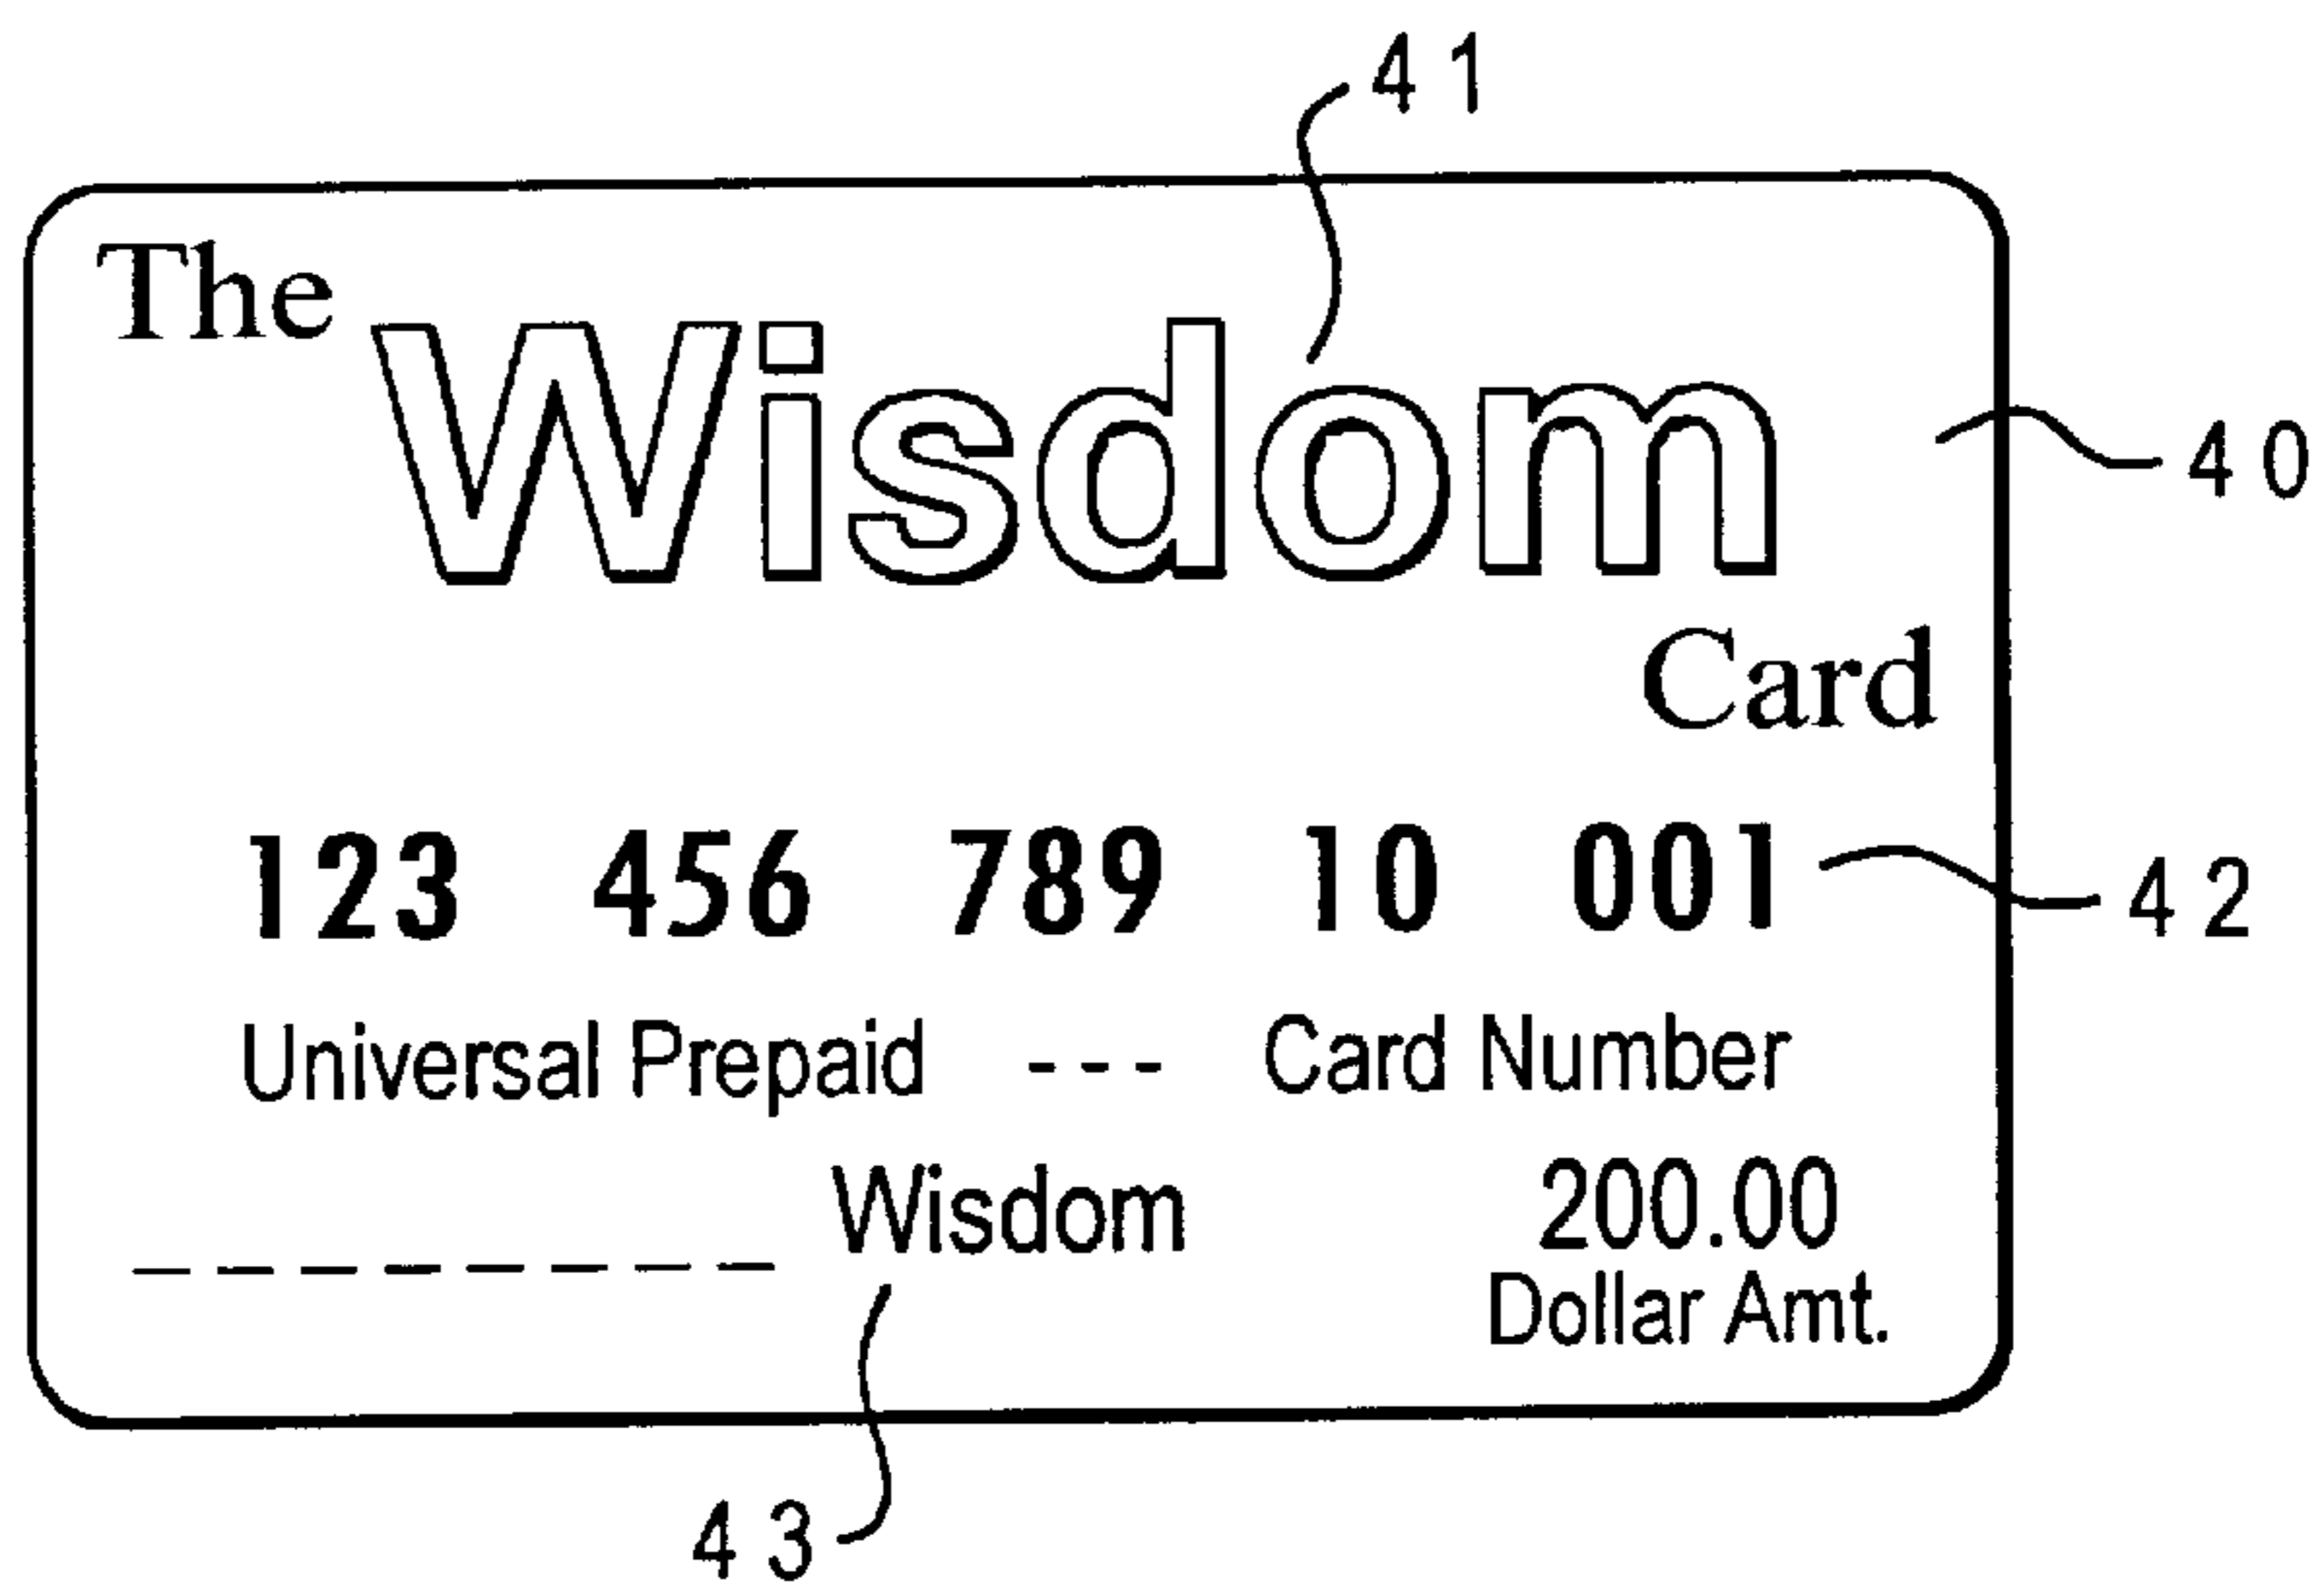 41
The
Wisdom
40
Card
123 456 789 10 001
42
Universal Prepaid --- Card Number
________ Wisdom 200.00
Dollar Amt.
43